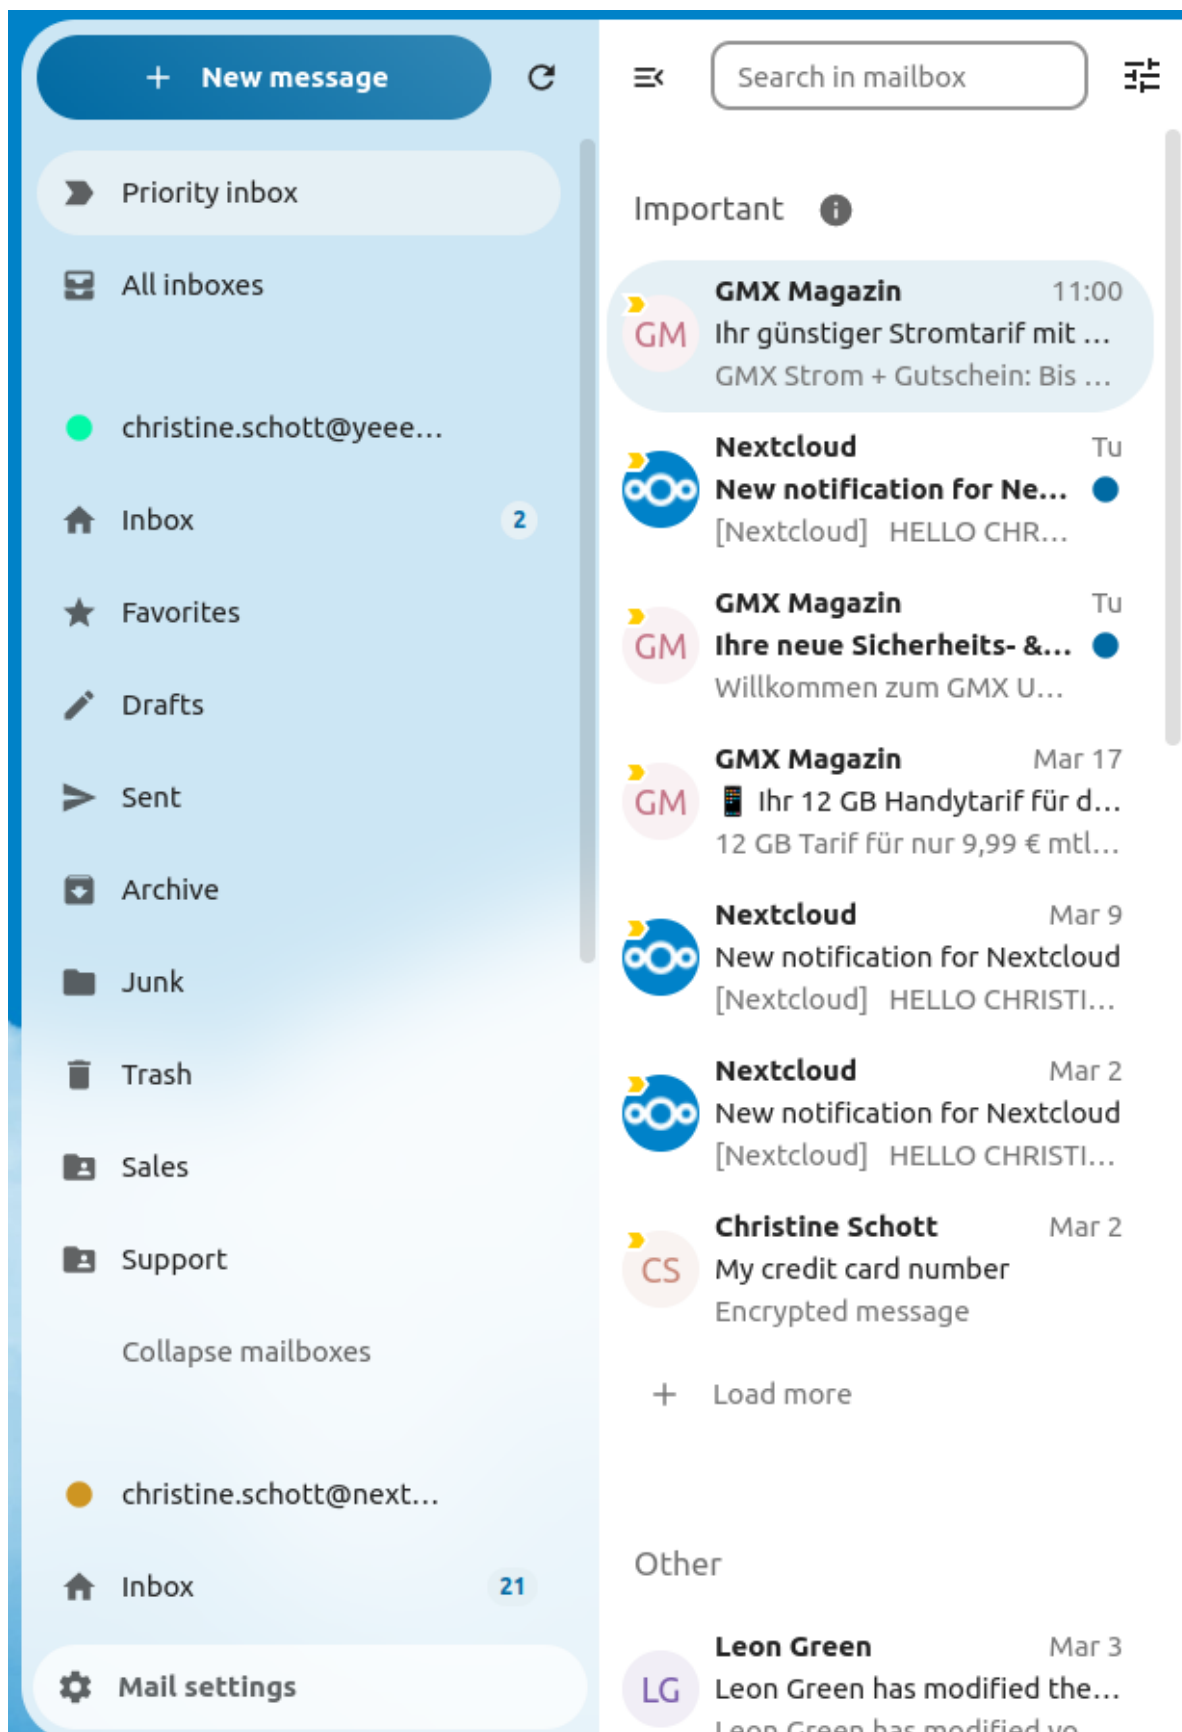 New message
Priority inbox
All inboxes
christine.schott@yeee...
Inbox 2
Favorites
Drafts
Sent
Archive
Junk
Trash
Sales
Support
Collapse mailboxes
christine.schott@next...
Inbox 21
Mail settings
Search in mailbox
Important
GM
GMX Magazin 11:00
Ihr günstiger Stromtarif mit ...
GMX Strom + Gutschein: Bis ...
Nextcloud Tu
New notification for Ne...
[Nextcloud] HELLO CHR...
GM
GMX Magazin Tu
Ihre neue Sicherheits- &...
Willkommen zum GMX U...
GM
GMX Magazin Mar 17
📱 Ihr 12 GB Handytarif für d...
12 GB Tarif für nur 9,99 € mtl...
Nextcloud Mar 9
New notification for Nextcloud
[Nextcloud] HELLO CHRISTI...
Nextcloud Mar 2
New notification for Nextcloud
[Nextcloud] HELLO CHRISTI...
CS
Christine Schott Mar 2
My credit card number
Encrypted message
Load more
Other
LG
Leon Green Mar 3
Leon Green has modified the...
Leon Green has modified yo